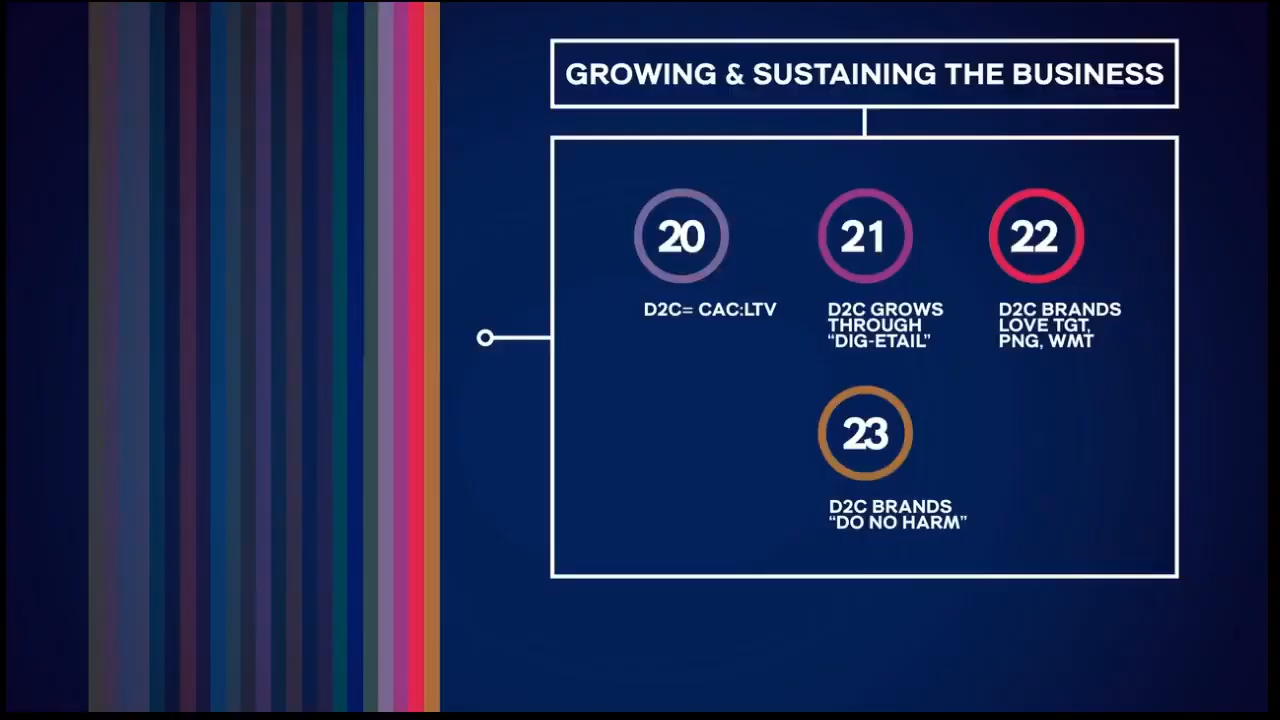 GROWING & SUSTAINING THE BUSINESS
20
D2C= CAC:LTV
21
D2C GROWS
THROUGH
“DIG-ETAIL”
22
D2C BRANDS
LOVE TGT,
PNG, WMT
23
D2C BRANDS
“DO NO HARM”